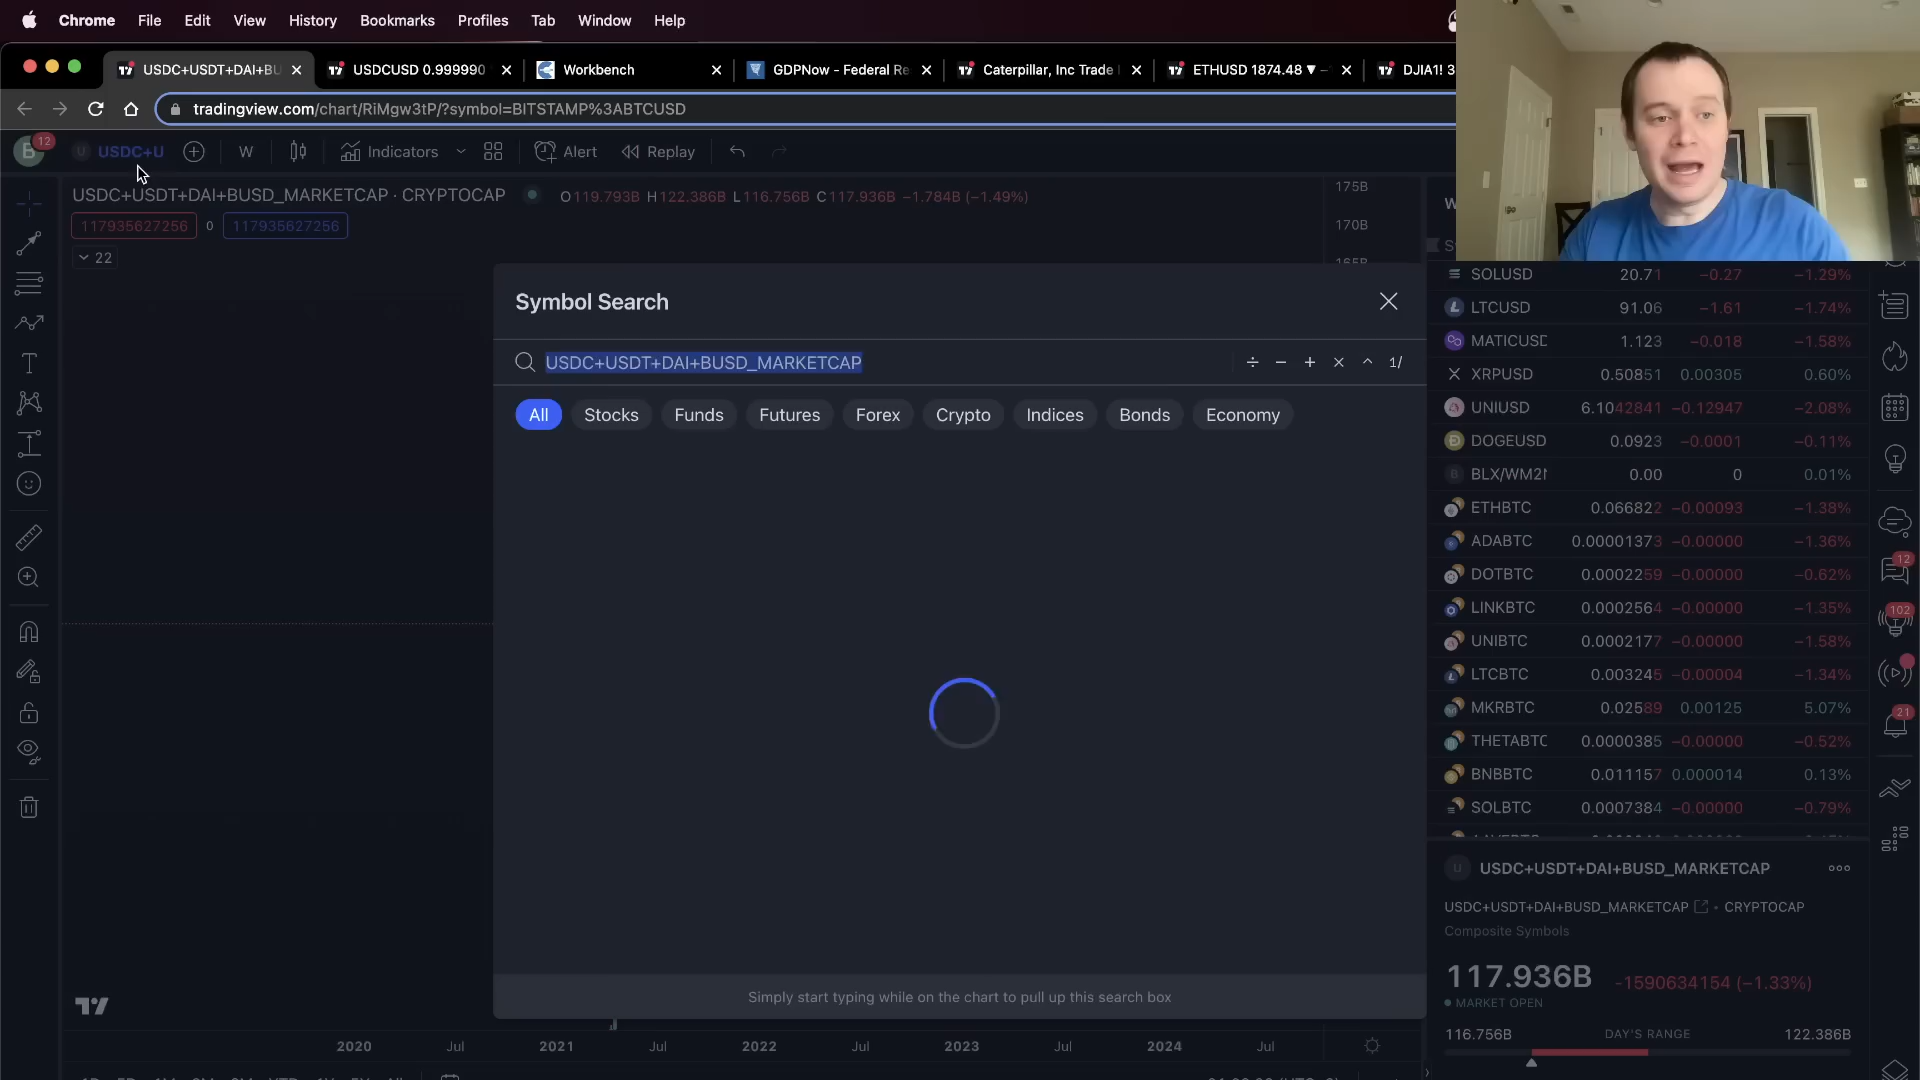 Chrome File Edit View History Bookmarks Profiles Tab Window Help
USDC+USDT+DAI+BU
USDCUSD 0.999990
Workbench
GDPNow - Federal Re
Caterpillar, Inc Trade
ETHUSD 1874.48 ▼ –
DJIA1! 3
tradingview.com/chart/RiMgw3tP/?symbol=BITSTAMP%3ABTCUSD
B 12 U USDC+U W Indicators Alert Replay
USDC+USDT+DAI+BUSD_MARKETCAP · CRYPTOCAP O119.793B H122.386B L116.756B C117.936B −1.784B (−1.49%)
117935627256 0 117935627256
22
175B
170B
165B
Symbol Search
USDC+USDT+DAI+BUSD_MARKETCAP ÷ − + × ^ 1/
All Stocks Funds Futures Forex Crypto Indices Bonds Economy
Simply start typing while on the chart to pull up this search box
2020 Jul 2021 Jul 2022 Jul 2023 Jul 2024 Jul
W
SOLUSD 20.71 −0.27 −1.29%
LTCUSD 91.06 −1.61 −1.74%
MATICUSD 1.123 −0.018 −1.58%
XRPUSD 0.50851 0.00305 0.60%
UNIUSD 6.1042841 −0.12947 −2.08%
DOGEUSD 0.0923 −0.0001 −0.11%
BLX/WM2 0.00 0 0.01%
ETHBTC 0.066822 −0.00093 −1.38%
ADABTC 0.00001373 −0.00000 −1.36%
DOTBTC 0.0002259 −0.00000 −0.62%
LINKBTC 0.0002564 −0.00000 −1.35%
UNIBTC 0.0002177 −0.00000 −1.58%
LTCBTC 0.003245 −0.00004 −1.34%
MKRBTC 0.02589 0.00125 5.07%
THETABTC 0.0000385 −0.00000 −0.52%
BNBBTC 0.011157 0.000014 0.13%
SOLBTC 0.0007384 −0.00000 −0.79%
12
102
21
U USDC+USDT+DAI+BUSD_MARKETCAP
USDC+USDT+DAI+BUSD_MARKETCAP · CRYPTOCAP
Composite Symbols
117.936B -1590634154 (−1.33%)
MARKET OPEN
116.756B DAY'S RANGE 122.386B